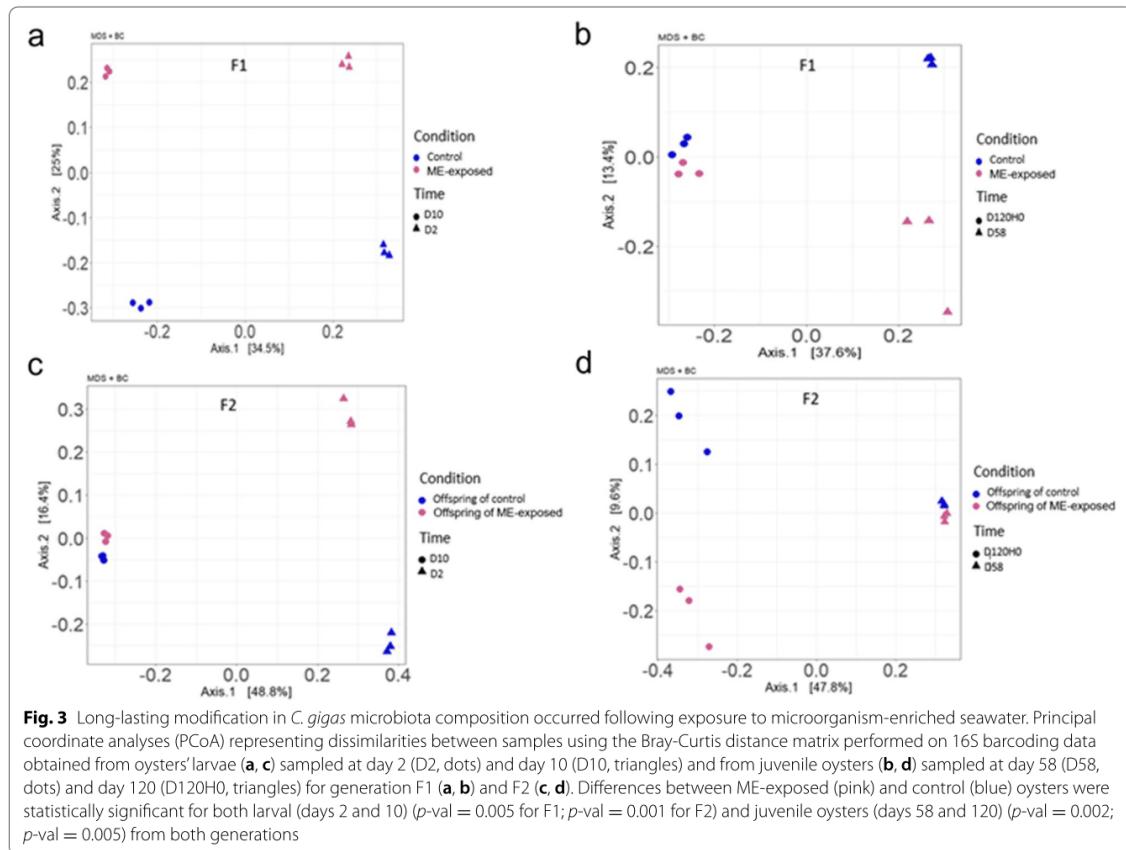 a
MDS + BC
F1
0.2
0.1
0.0
-0.1
-0.2
-0.3
Axis.2 [25%]
-0.2
0.0
0.2
Axis.1 [34.5%]
Condition
Control
ME-exposed
Time
D10
D2
b
MDS + BC
F1
0.2
0.0
-0.2
Axis.2 [13.4%]
-0.2
0.0
0.2
Axis.1 [37.6%]
Condition
Control
ME-exposed
Time
D120H0
D58
c
MDS + BC
F2
0.3
0.2
0.1
0.0
-0.1
-0.2
Axis.2 [16.4%]
-0.2
0.0
0.2
0.4
Axis.1 [48.8%]
Condition
Offspring of control
Offspring of ME-exposed
Time
D10
D2
d
MDS + BC
F2
0.2
0.1
0.0
-0.1
-0.2
Axis.2 [9.6%]
-0.4
-0.2
0.0
0.2
Axis.1 [47.8%]
Condition
Offspring of control
Offspring of ME-exposed
Time
D120H0
D58
Fig. 3 Long-lasting modification in C. gigas microbiota composition occurred following exposure to microorganism-enriched seawater. Principal
coordinate analyses (PCoA) representing dissimilarities between samples using the Bray-Curtis distance matrix performed on 16S barcoding data
obtained from oysters' larvae (a, c) sampled at day 2 (D2, dots) and day 10 (D10, triangles) and from juvenile oysters (b, d) sampled at day 58 (D58,
dots) and day 120 (D120H0, triangles) for generation F1 (a, b) and F2 (c, d). Differences between ME-exposed (pink) and control (blue) oysters were
statistically significant for both larval (days 2 and 10) (p-val = 0.005 for F1; p-val = 0.001 for F2) and juvenile oysters (days 58 and 120) (p-val = 0.002;
p-val = 0.005) from both generations